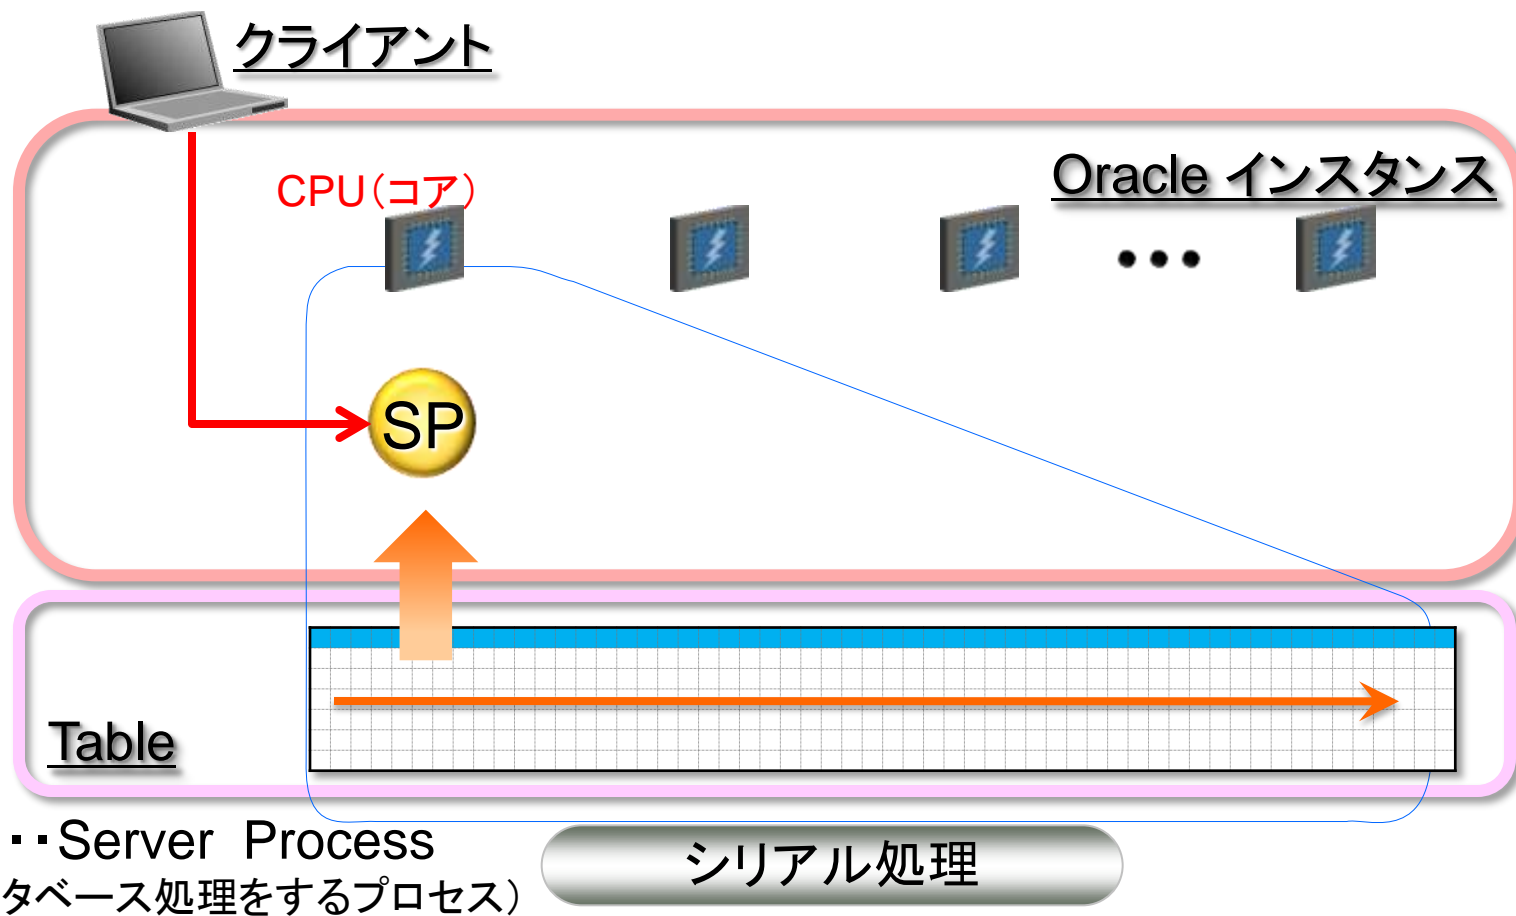 クライアント
Oracle インスタンス
CPU(コア)
SP
Table
・・Server Process
タベース処理をするプロセス)
シリアル処理